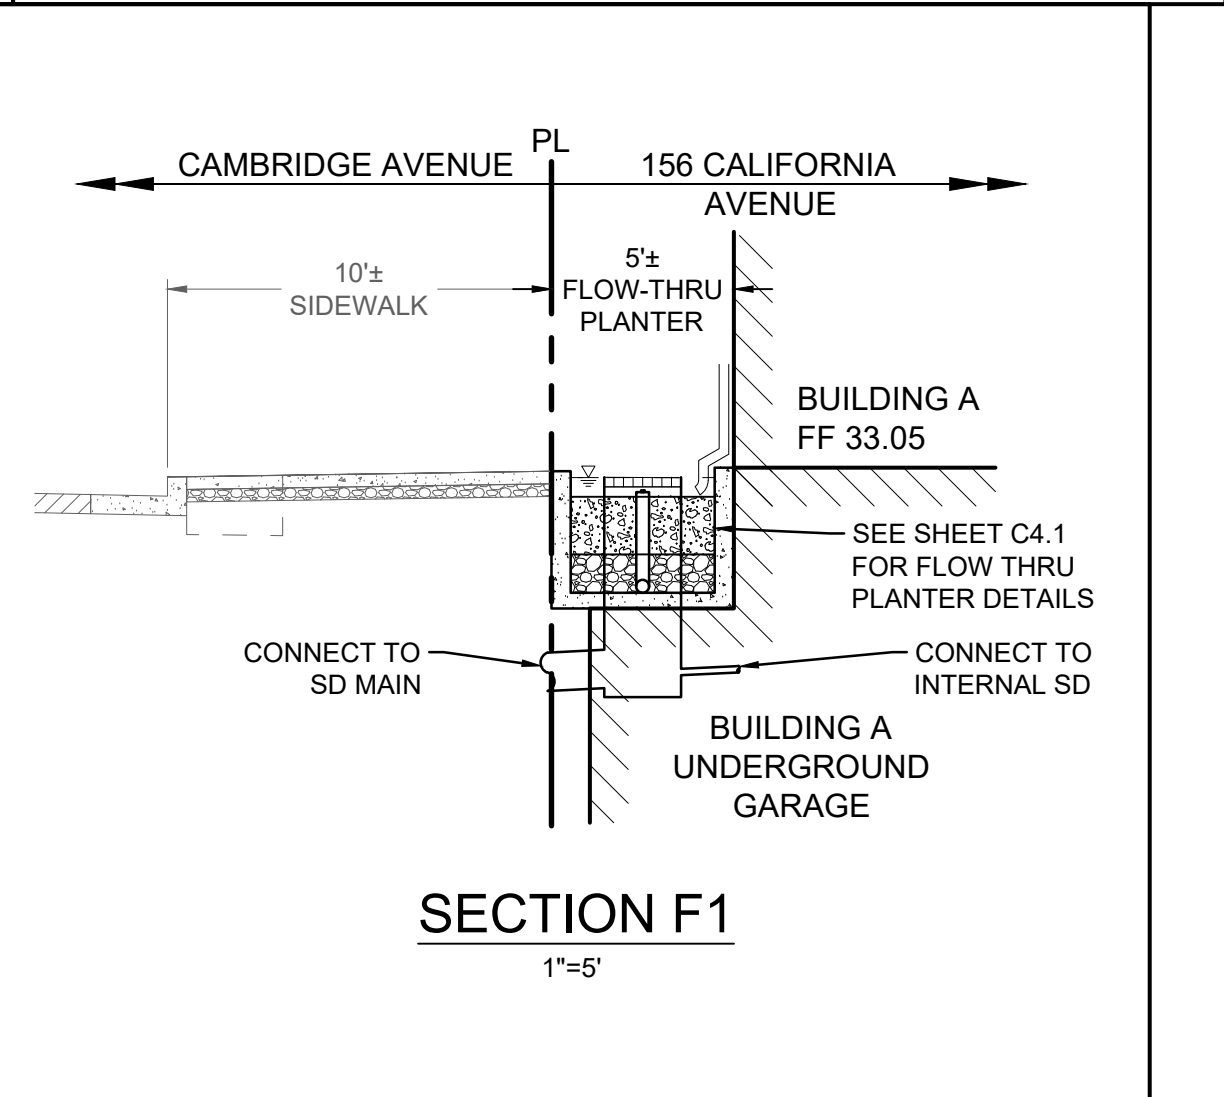 PL
CAMBRIDGE AVENUE
156 CALIFORNIA
AVENUE
10'±
SIDEWALK
5'±
FLOW-THRU
PLANTER
BUILDING A
FF 33.05
SEE SHEET C4.1
FOR FLOW THRU
PLANTER DETAILS
CONNECT TO
SD MAIN
CONNECT TO
INTERNAL SD
BUILDING A
UNDERGROUND
GARAGE
SECTION F1
1"=5'